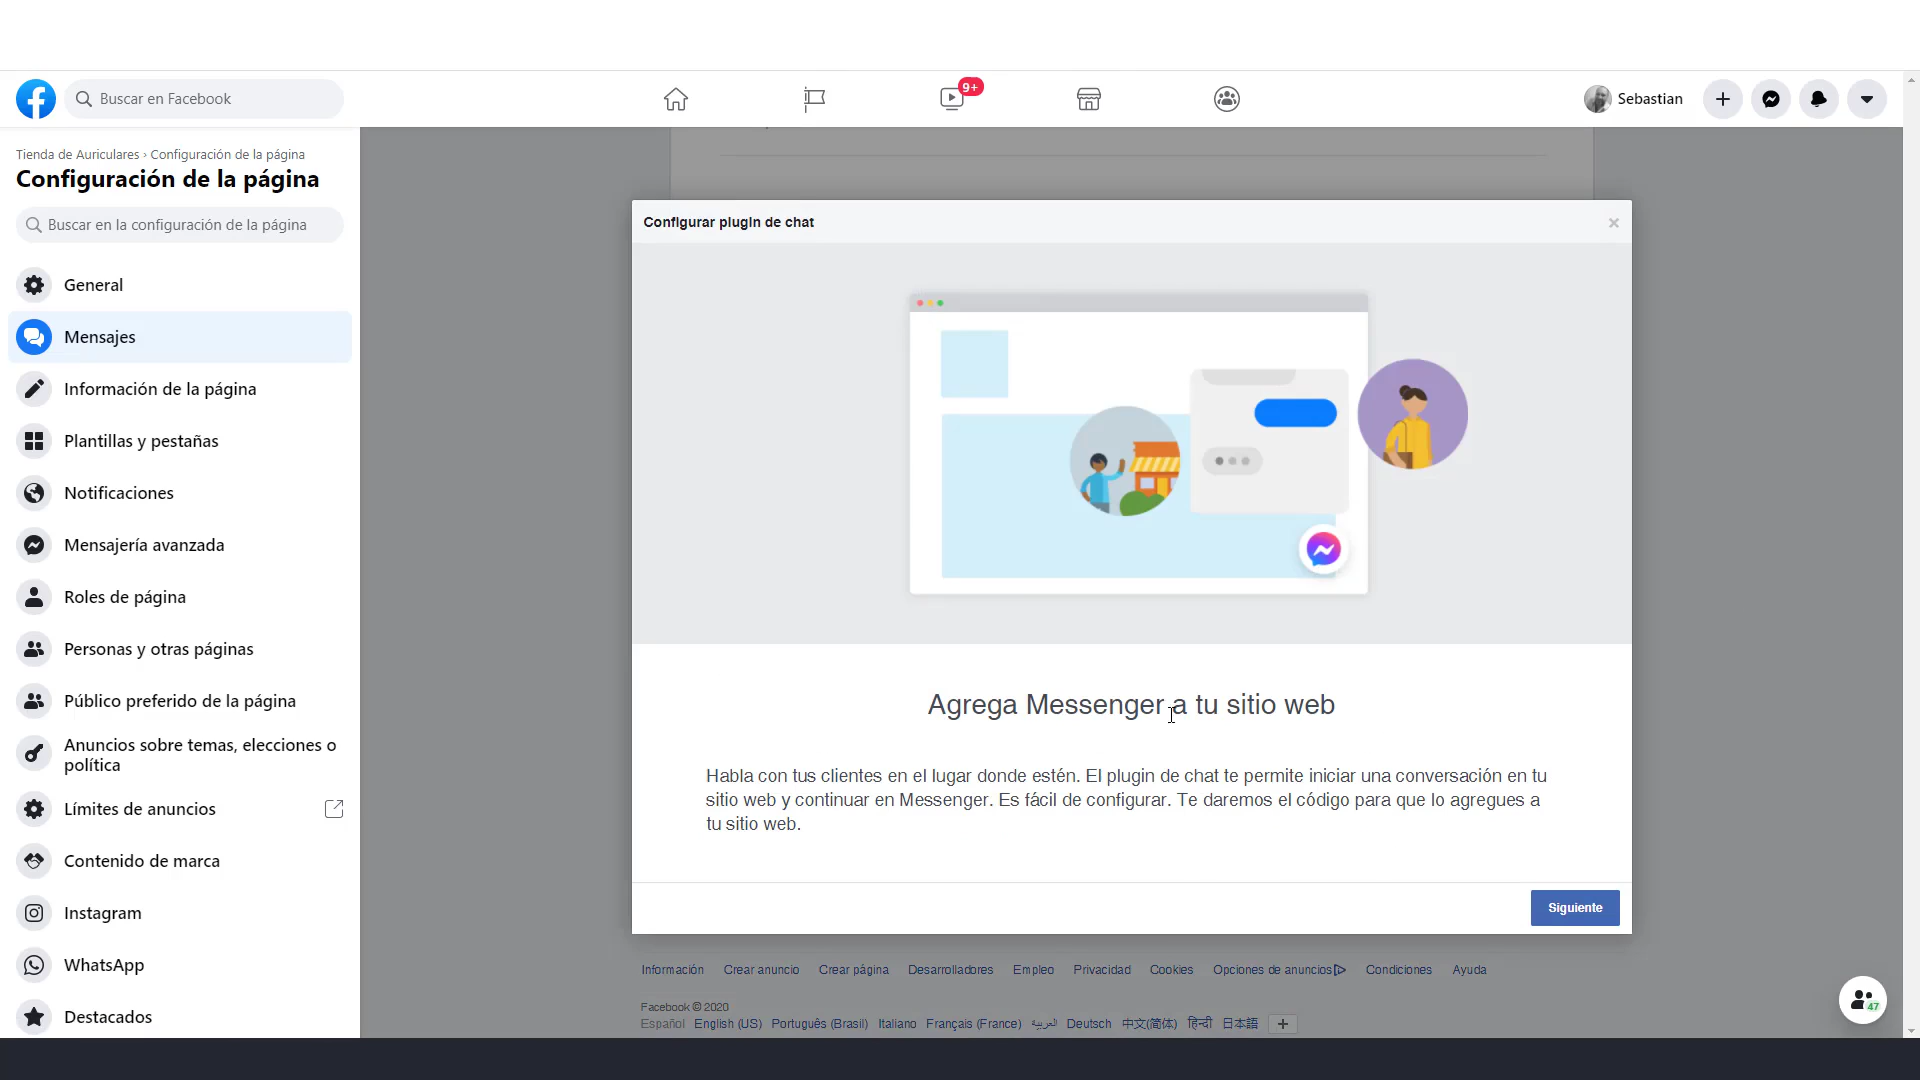 Buscar en Facebook
9+
Sebastian
Tienda de Auriculares › Configuración de la página
Configuración de la página
Buscar en la configuración de la página
General
Mensajes
Información de la página
Plantillas y pestañas
Notificaciones
Mensajería avanzada
Roles de página
Personas y otras páginas
Público preferido de la página
Anuncios sobre temas, elecciones o
política
Límites de anuncios
Contenido de marca
Instagram
WhatsApp
Destacados
Configurar plugin de chat
Agrega Messenger a tu sitio web
Habla con tus clientes en el lugar donde estén. El plugin de chat te permite iniciar una conversación en tu
sitio web y continuar en Messenger. Es fácil de configurar. Te daremos el código para que lo agregues a
tu sitio web.
Siguiente
Información Crear anuncio Crear página Desarrolladores Empleo Privacidad Cookies Opciones de anuncios Condiciones Ayuda
Facebook © 2020
Español English (US) Português (Brasil) Italiano Français (France) العربية Deutsch 中文(简体) हिन्दी 日本語
47